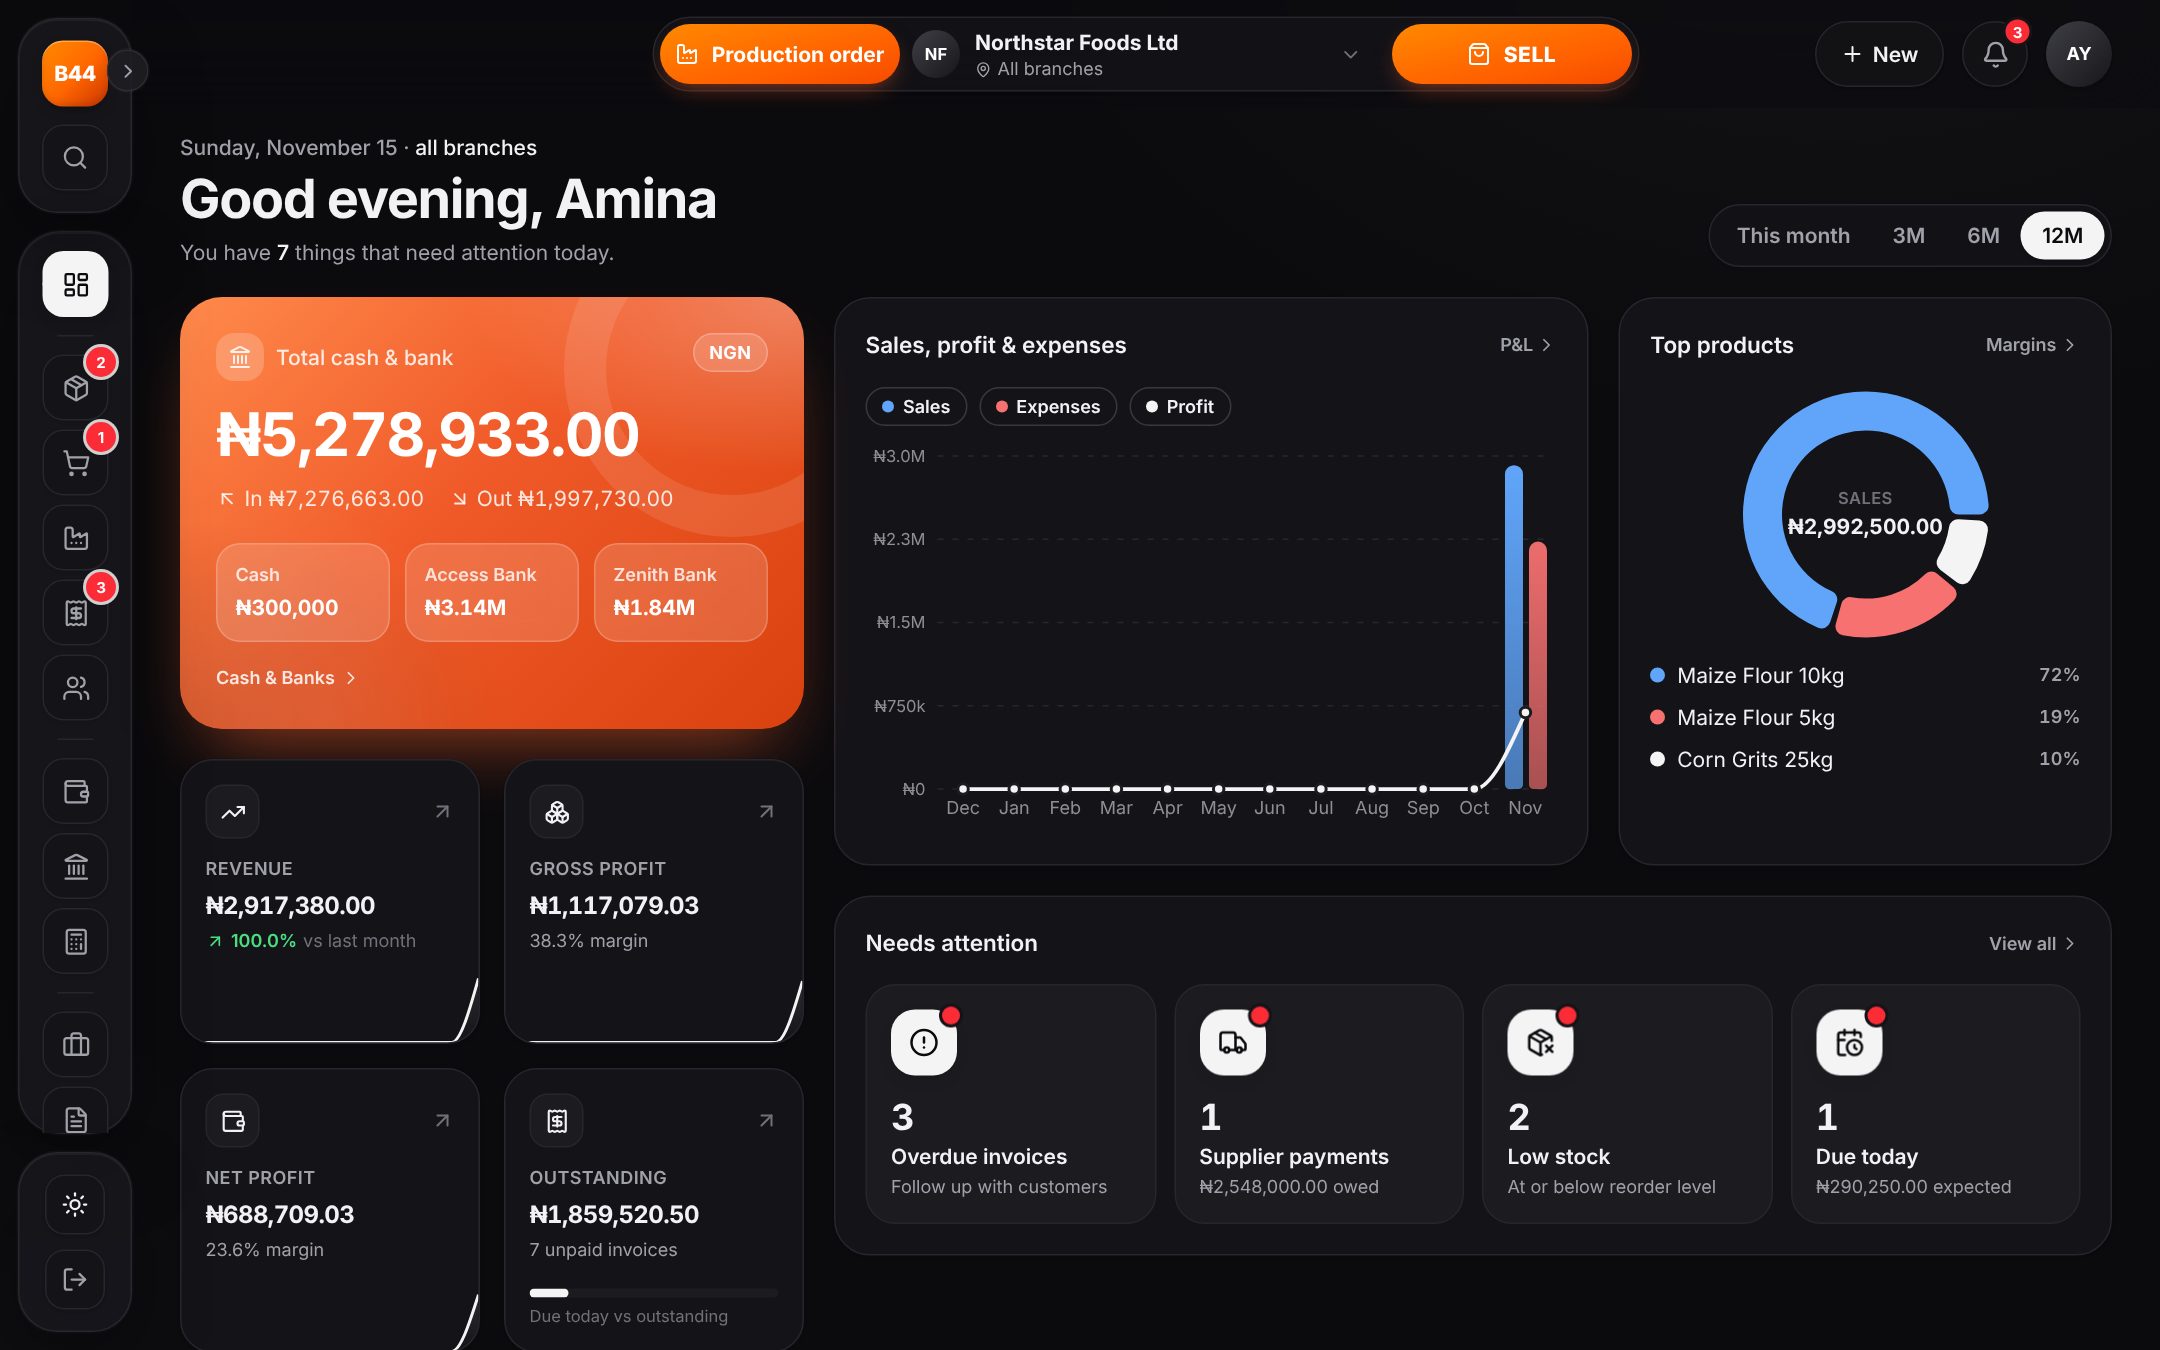 B44
Production order
NF
Northstar Foods Ltd
All branches
SELL
New
3
AY
Sunday, November 15 · all branches
Good evening, Amina
You have 7 things that need attention today.
This month
3M
6M
12M
2
1
3
Total cash & bank
NGN
₦5,278,933.00
In ₦7,276,663.00
Out ₦1,997,730.00
Cash
₦300,000
Access Bank
₦3.14M
Zenith Bank
₦1.84M
Cash & Banks
REVENUE
₦2,917,380.00
100.0% vs last month
GROSS PROFIT
₦1,117,079.03
38.3% margin
NET PROFIT
₦688,709.03
23.6% margin
OUTSTANDING
₦1,859,520.50
7 unpaid invoices
Due today vs outstanding
Sales, profit & expenses
P&L
Sales
Expenses
Profit
₦3.0M
₦2.3M
₦1.5M
₦750k
₦0
Dec Jan Feb Mar Apr May Jun Jul Aug Sep Oct Nov
Top products
Margins
SALES
₦2,992,500.00
Maize Flour 10kg 72%
Maize Flour 5kg 19%
Corn Grits 25kg 10%
Needs attention
View all
3
Overdue invoices
Follow up with customers
1
Supplier payments
₦2,548,000.00 owed
2
Low stock
At or below reorder level
1
Due today
₦290,250.00 expected